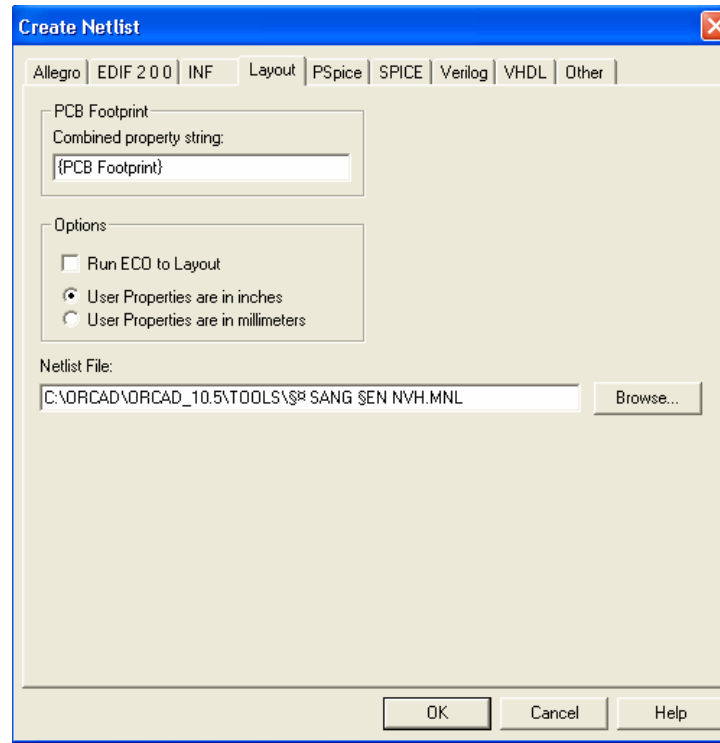 Create Netlist
Allegro EDIF 2 0 0 INF Layout PSpice SPICE Verilog VHDL Other
PCB Footprint
Combined property string:
{PCB Footprint}
Options
Run ECO to Layout
User Properties are in inches
User Properties are in millimeters
Netlist File:
C:\ORCAD\ORCAD_10.5\TOOLS\§¤ SANG §EN NVH.MNL
Browse...
OK Cancel Help